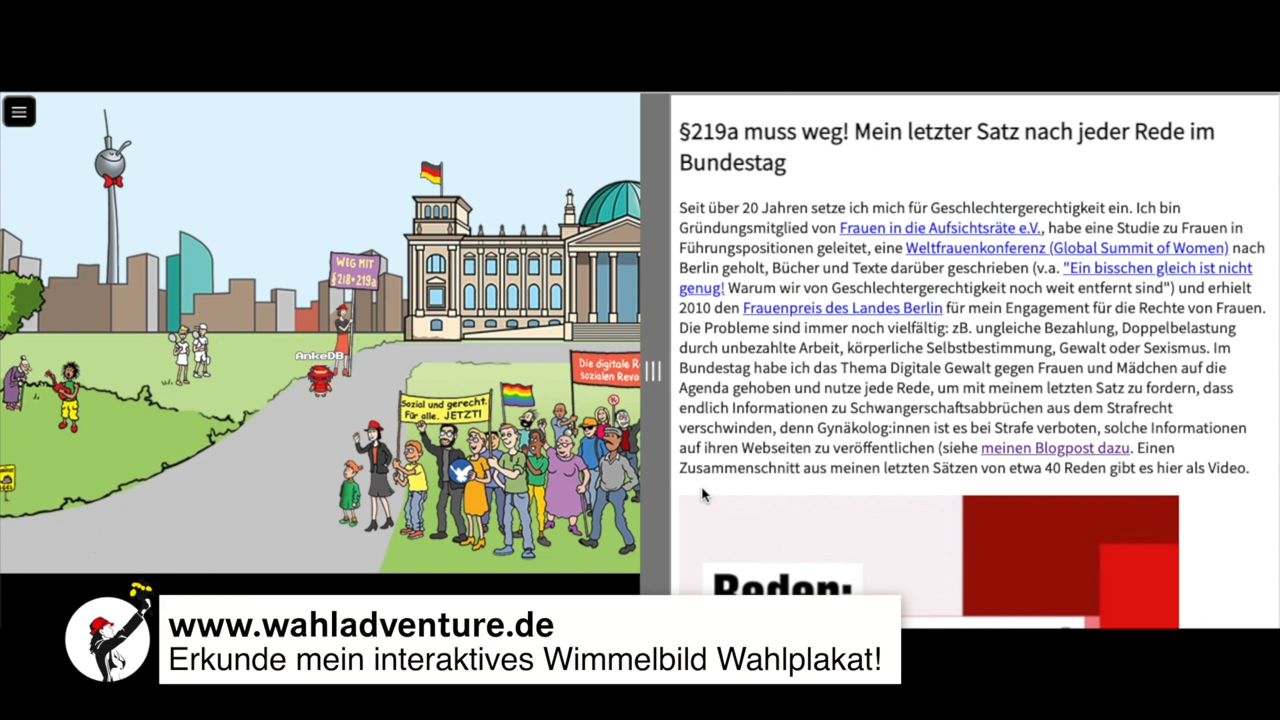 §219a muss weg! Mein letzter Satz nach jeder Rede im
Bundestag
Seit über 20 Jahren setze ich mich für Geschlechtergerechtigkeit ein. Ich bin
Gründungsmitglied von Frauen in die Aufsichtsräte e.V., habe eine Studie zu Frauen in
Führungspositionen geleitet, eine Weltfrauenkonferenz (Global Summit of Women) nach
Berlin geholt, Bücher und Texte darüber geschrieben (v.a. "Ein bisschen gleich ist nicht
genug! Warum wir von Geschlechtergerechtigkeit noch weit entfernt sind") und erhielt
2010 den Frauenpreis des Landes Berlin für mein Engagement für die Rechte von Frauen.
Die Probleme sind immer noch vielfältig: zB. ungleiche Bezahlung, Doppelbelastung
durch unbezahlte Arbeit, körperliche Selbstbestimmung, Gewalt oder Sexismus. Im
Bundestag habe ich das Thema Digitale Gewalt gegen Frauen und Mädchen auf die
Agenda gehoben und nutze jede Rede, um mit meinem letzten Satz zu fordern, dass
endlich Informationen zu Schwangerschaftsabbrüchen aus dem Strafrecht
verschwinden, denn Gynäkolog:innen ist es bei Strafe verboten, solche Informationen
auf ihren Webseiten zu veröffentlichen (siehe meinen Blogpost dazu. Einen
Zusammenschnitt aus meinen letzten Sätzen von etwa 40 Reden gibt es hier als Video.
Reden:
WEG MIT
§218+219a
AnkeDB
Die digitale R
sozialen Revo
Sozial und gerecht.
Für alle. JETZT!
www.wahladventure.de
Erkunde mein interaktives Wimmelbild Wahlplakat!